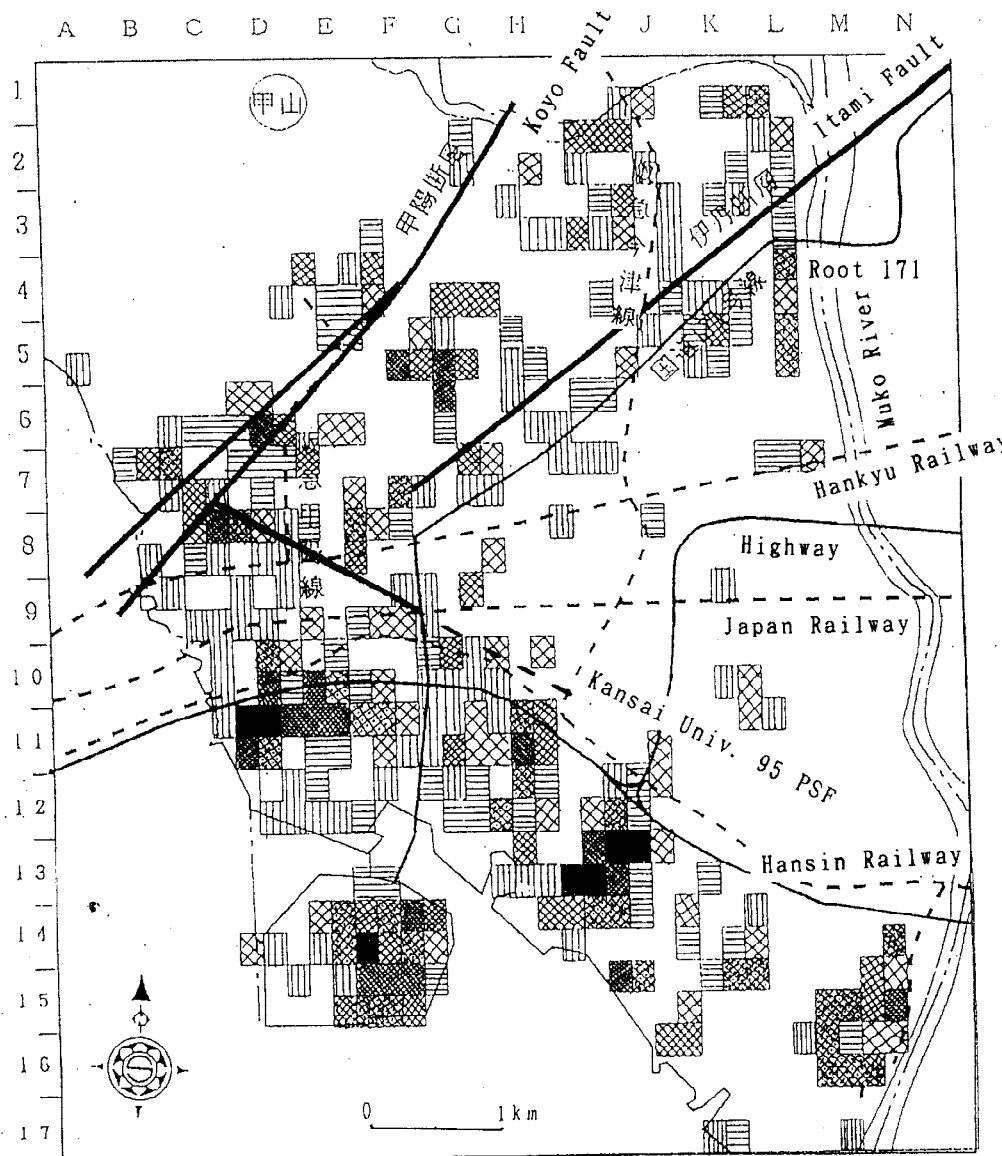 A B C D E F G H J K L M N
1
2
3
4
5
6
7
8
9
10
11
12
13
14
15
16
17
甲山
Koyo Fault
甲陽断層
Itami Fault
伊丹断層
今津線
線
Root 171
Muko River
Hankyu Railway
Highway
Japan Railway
Kansai Univ. 95 PSF
Hansin Railway
0 1km